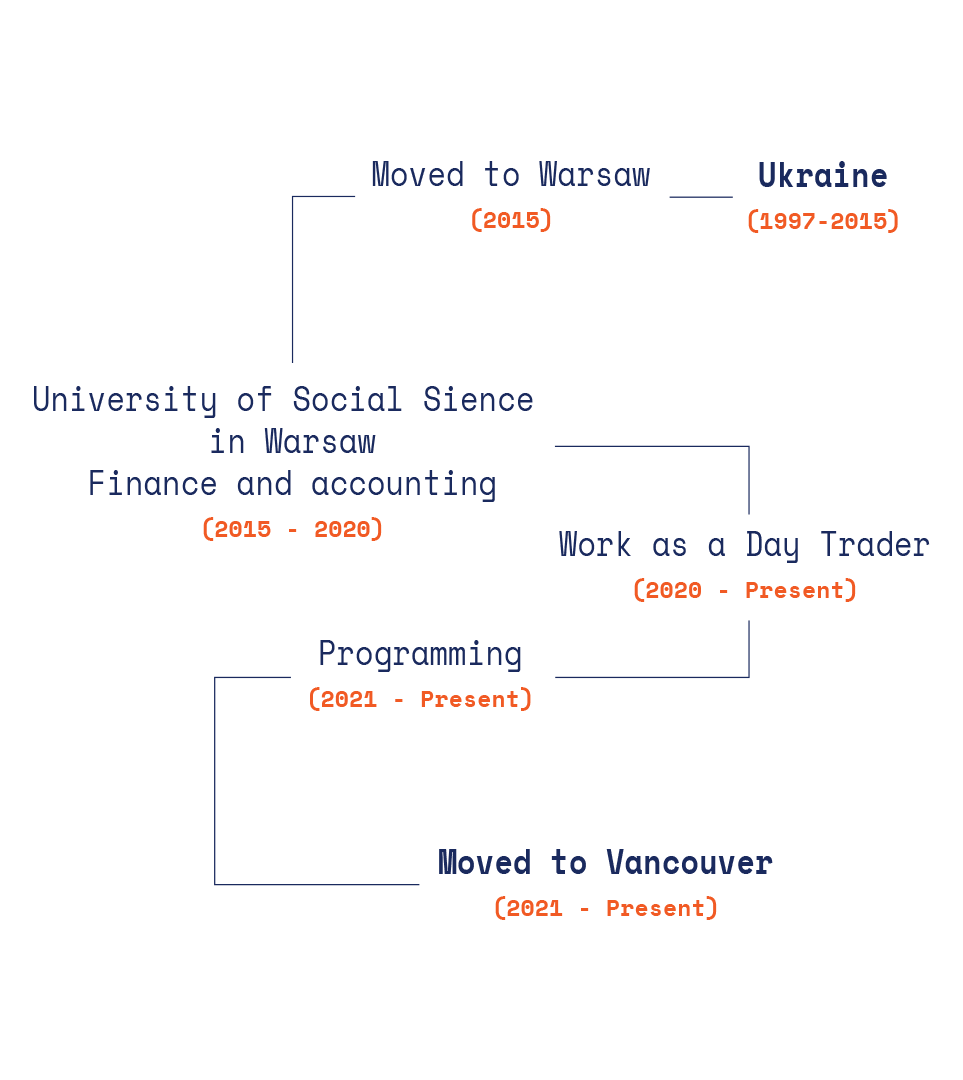 Moved to Warsaw
(2015)
Ukraine
(1997-2015)
University of Social Sience
in Warsaw
Finance and accounting
(2015 - 2020)
Work as a Day Trader
(2020 - Present)
Programming
(2021 - Present)
Moved to Vancouver
(2021 - Present)